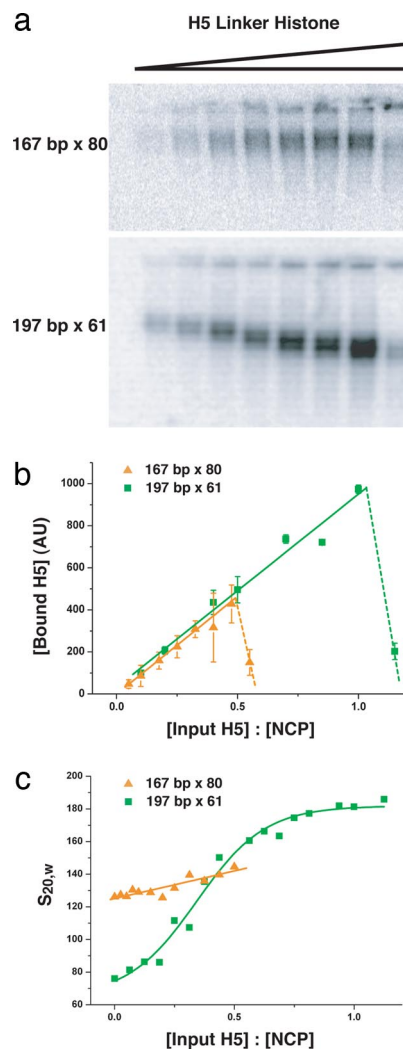 a
H5 Linker Histone
167 bp x 80
197 bp x 61
b
167 bp x 80
197 bp x 61
1000
800
600
400
200
0
[Bound H5] (AU)
0.0 0.5 1.0
[Input H5] : [NCP]
c
167 bp x 80
197 bp x 61
200
180
160
140
120
100
80
60
S20,w
0.0 0.5 1.0
[Input H5] : [NCP]